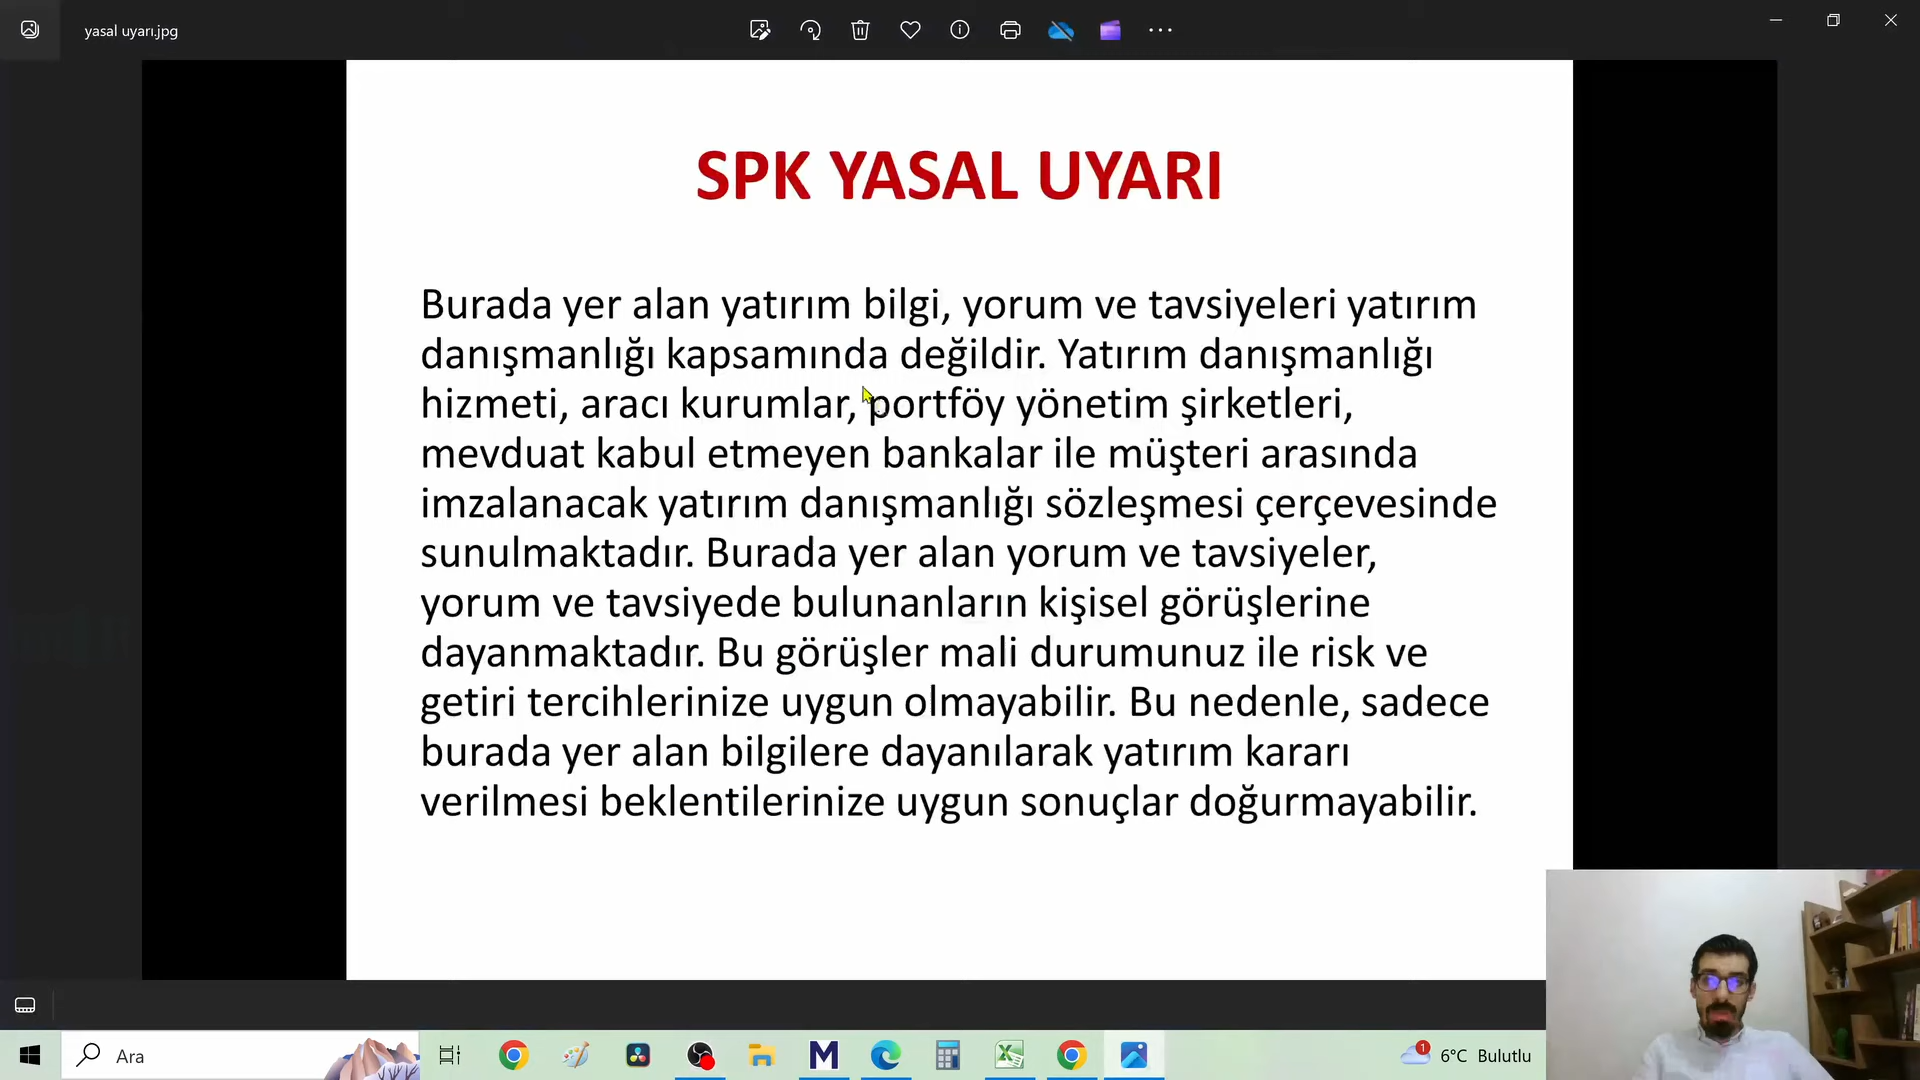 yasal uyarı.jpg
SPK YASAL UYARI
Burada yer alan yatırım bilgi, yorum ve tavsiyeleri yatırım
danışmanlığı kapsamında değildir. Yatırım danışmanlığı
hizmeti, aracı kurumlar, portföy yönetim şirketleri,
mevduat kabul etmeyen bankalar ile müşteri arasında
imzalanacak yatırım danışmanlığı sözleşmesi çerçevesinde
sunulmaktadır. Burada yer alan yorum ve tavsiyeler,
yorum ve tavsiyede bulunanların kişisel görüşlerine
dayanmaktadır. Bu görüşler mali durumunuz ile risk ve
getiri tercihlerinize uygun olmayabilir. Bu nedenle, sadece
burada yer alan bilgilere dayanılarak yatırım kararı
verilmesi beklentilerinize uygun sonuçlar doğurmayabilir.
Ara
1
6°C Bulutlu